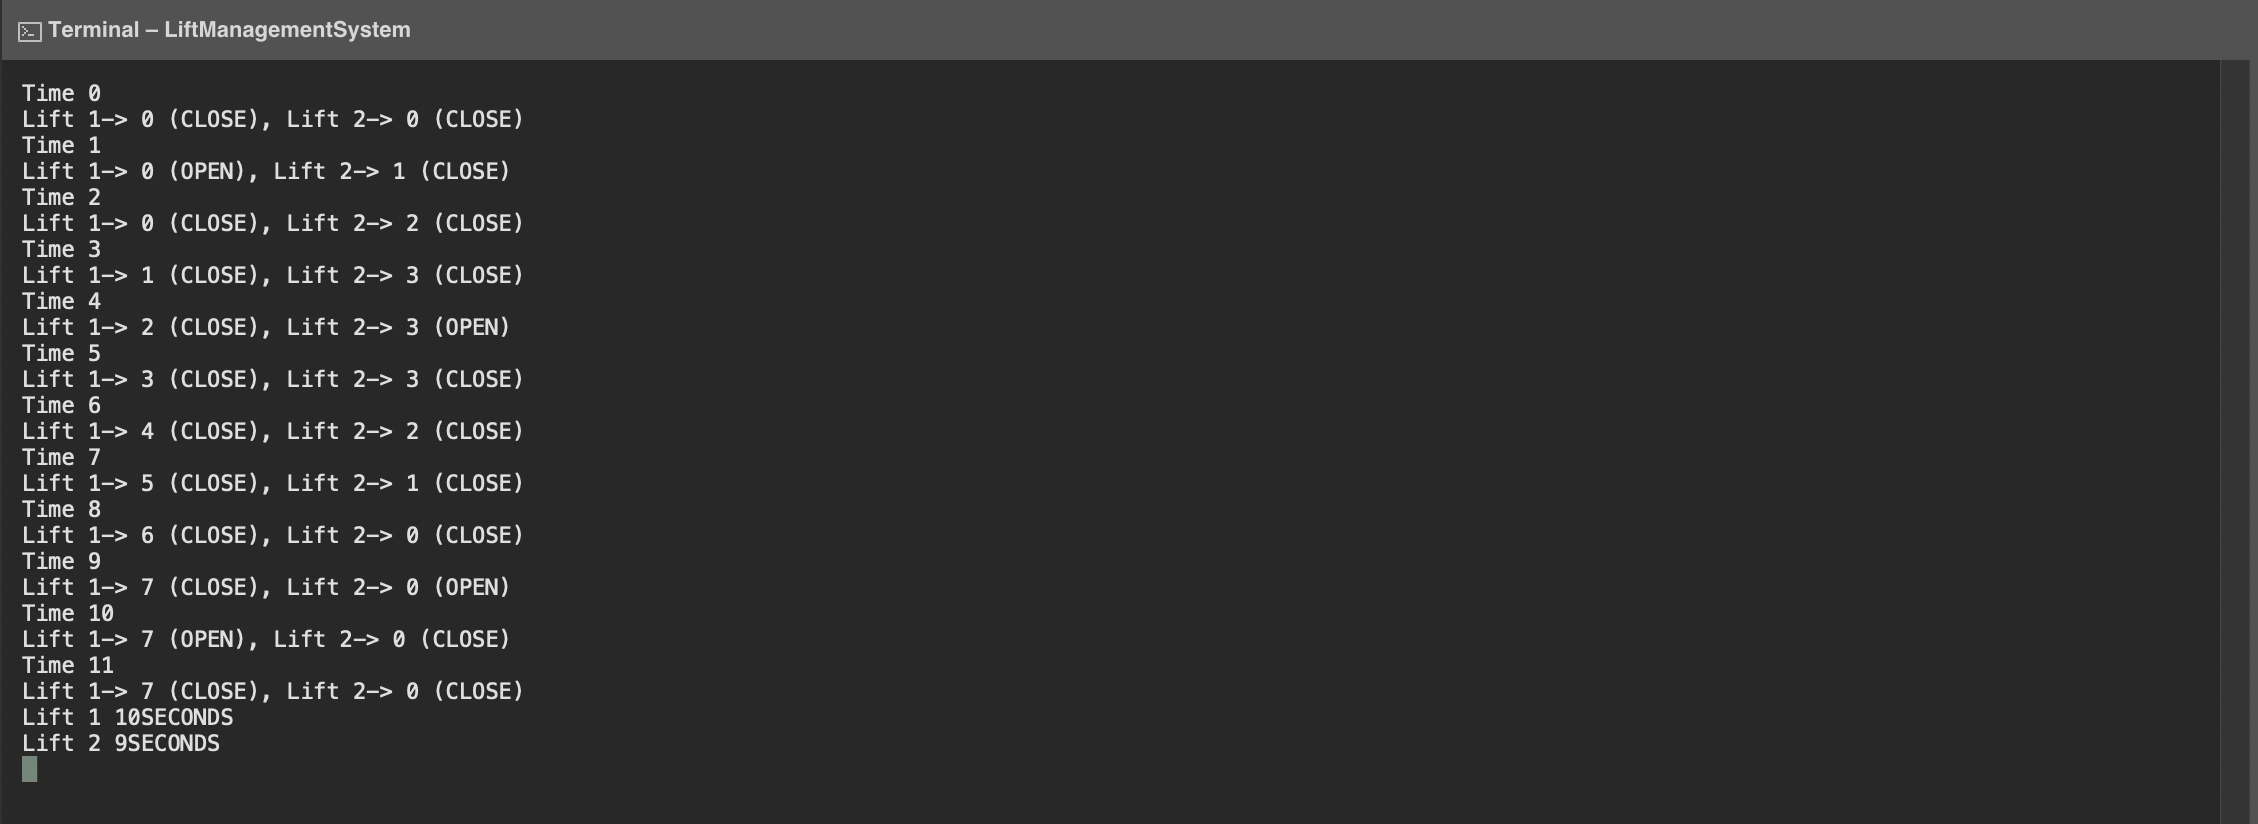 Terminal – LiftManagementSystem
Time 0
Lift 1–> 0 (CLOSE), Lift 2–> 0 (CLOSE)
Time 1
Lift 1–> 0 (OPEN), Lift 2–> 1 (CLOSE)
Time 2
Lift 1–> 0 (CLOSE), Lift 2–> 2 (CLOSE)
Time 3
Lift 1–> 1 (CLOSE), Lift 2–> 3 (CLOSE)
Time 4
Lift 1–> 2 (CLOSE), Lift 2–> 3 (OPEN)
Time 5
Lift 1–> 3 (CLOSE), Lift 2–> 3 (CLOSE)
Time 6
Lift 1–> 4 (CLOSE), Lift 2–> 2 (CLOSE)
Time 7
Lift 1–> 5 (CLOSE), Lift 2–> 1 (CLOSE)
Time 8
Lift 1–> 6 (CLOSE), Lift 2–> 0 (CLOSE)
Time 9
Lift 1–> 7 (CLOSE), Lift 2–> 0 (OPEN)
Time 10
Lift 1–> 7 (OPEN), Lift 2–> 0 (CLOSE)
Time 11
Lift 1–> 7 (CLOSE), Lift 2–> 0 (CLOSE)
Lift 1 10SECONDS
Lift 2 9SECONDS